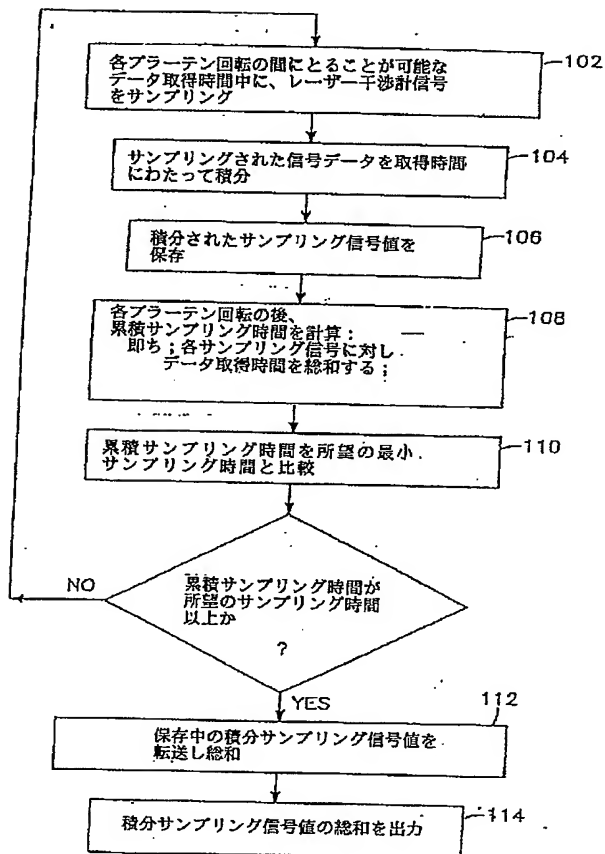 各プラーテン回転の間にとることが可能な
データ取得時間中に、レーザー干渉計信号
をサンプリング
102
サンプリングされた信号データを取得時間
にわたって積分
104
積分されたサンプリング信号値を
保存
106
各プラーテン回転の後、
累積サンプリング時間を計算:
即ち;各サンプリング信号に対し
データ取得時間を総和する;
108
累積サンプリング時間を所望の最小
サンプリング時間と比較
110
NO
累積サンプリング時間が
所望のサンプリング時間
以上か
?
YES
112
保存中の積分サンプリング信号値を
転送し総和
積分サンプリング信号値の総和を出力
114